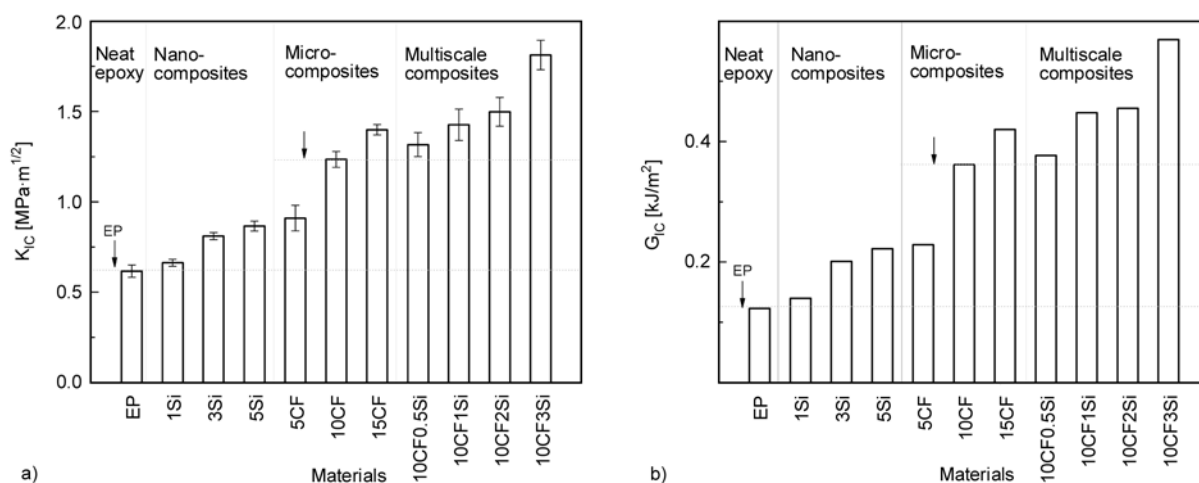 2.0
1.5
1.0
0.5
0.0
K_IC [MPa·m^1/2]
Neat
epoxy
Nano-
composites
Micro-
composites
Multiscale
composites
EP
EP
1Si
3Si
5Si
5CF
10CF
15CF
10CF0.5Si
10CF1Si
10CF2Si
10CF3Si
a)
Materials
0.4
0.2
G_IC [kJ/m²]
Neat
epoxy
Nano-
composites
Micro-
composites
Multiscale
composites
EP
EP
1Si
3Si
5Si
5CF
10CF
15CF
10CF0.5Si
10CF1Si
10CF2Si
10CF3Si
b)
Materials